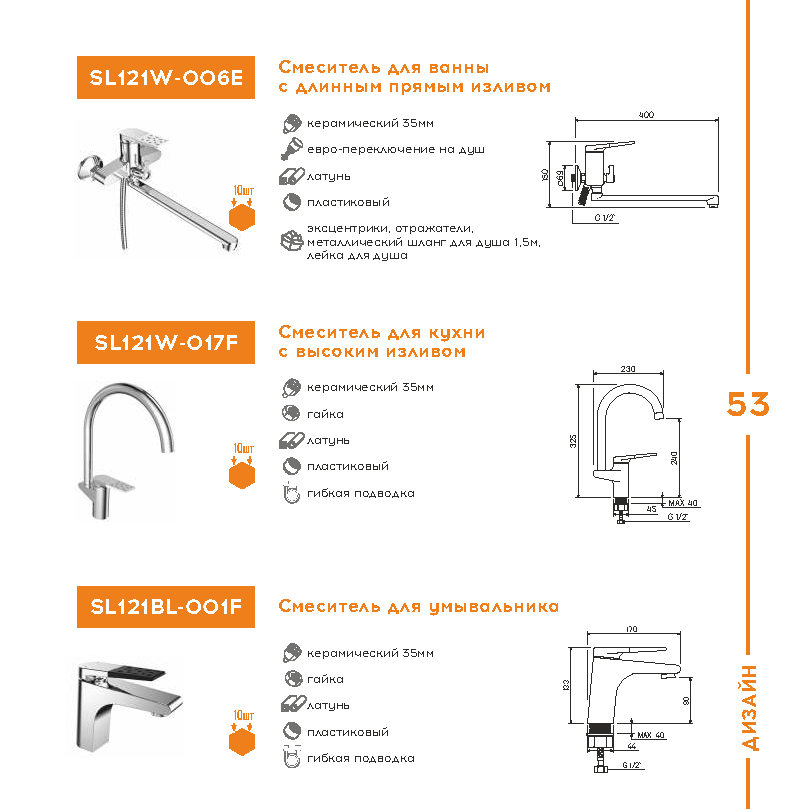 SL121W-006E
Смеситель для ванны
с длинным прямым изливом
керамический 35мм
евро-переключение на душ
латунь
пластиковый
эксцентрики, отражатели,
металлический шланг для душа 1,5м,
лейка для душа
10шт
400
150
⌀69
G 1/2"
SL121W-017F
Смеситель для кухни
с высоким изливом
керамический 35мм
гайка
латунь
пластиковый
гибкая подводка
10шт
230
325
240
MAX 40
45
G 1/2"
53
SL121BL-001F
Смеситель для умывальника
керамический 35мм
гайка
латунь
пластиковый
гибкая подводка
10шт
170
133
90
MAX 40
44
G 1/2"
ДИЗАЙН